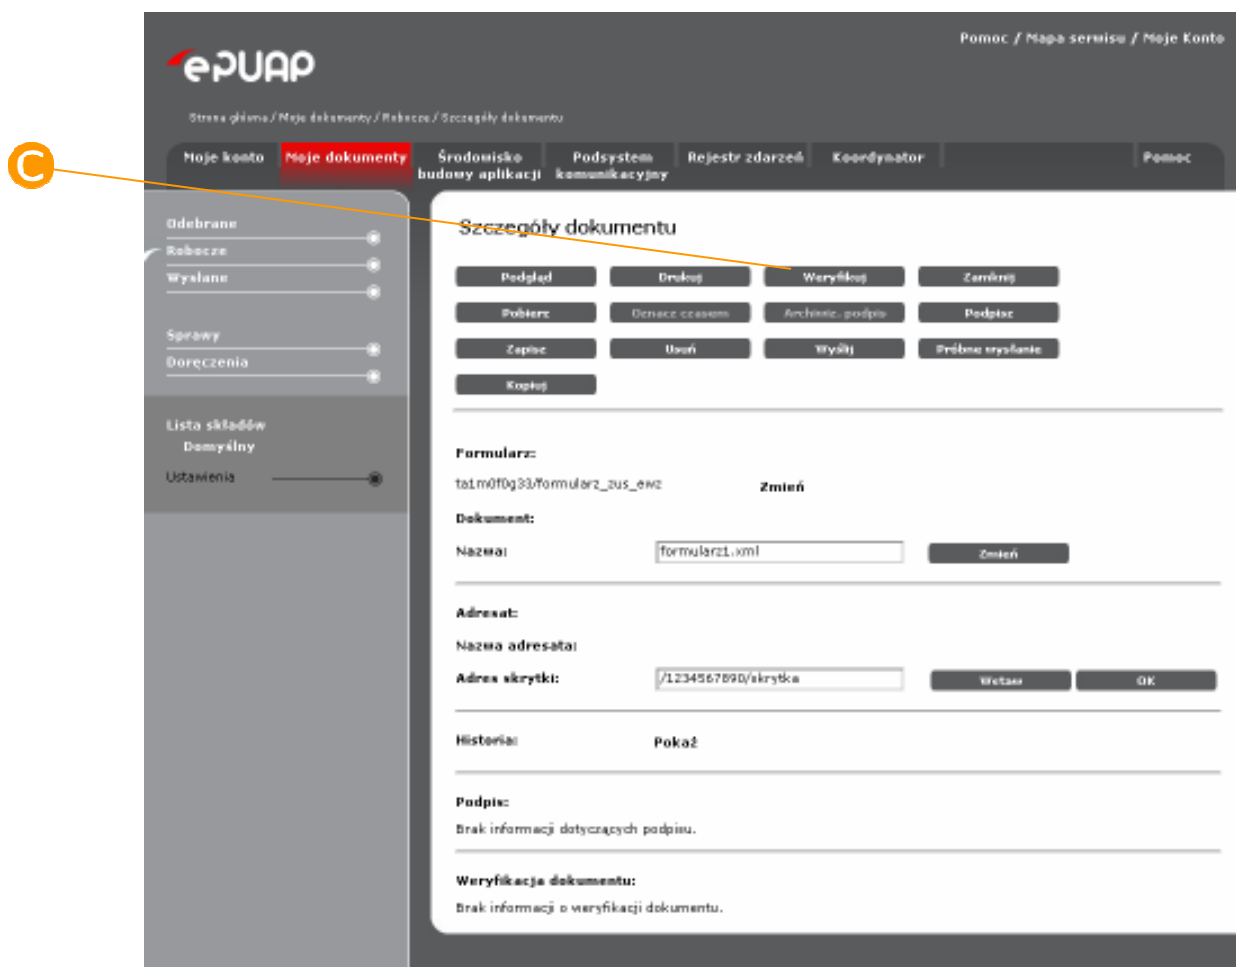 Pomoc / Mapa serwisu / Moje Konto
ePUAP
Strona główna / Moje dokumenty / Robocze / Szczegóły dokumentu
C
Moje konto Moje dokumenty Środowisko budowy aplikacji Podsystem komunikacyjny Rejestr zdarzeń Koordynator Pomoc
Odebrane
Robocze
Wysłane
Sprawy
Doręczenia
Lista składów
Domyślny
Ustawienia
Szczegóły dokumentu
Podgląd Drukuj Weryfikuj Zamknij
Pobierz Oznacz czasem Archiwiz. podpis Podpisz
Zapisz Usuń Wyślij Próbne wysłanie
Kopiuj
Formularz:
ta1m0f0g33/formularz_zus_ewz Zmień
Dokument:
Nazwa: formularz1.xml Zmień
Adresat:
Nazwa adresata:
Adres skrytki: /1234567890/skrytka Wstaw OK
Historia: Pokaż
Podpis:
Brak informacji dotyczących podpisu.
Weryfikacja dokumentu:
Brak informacji o weryfikacji dokumentu.